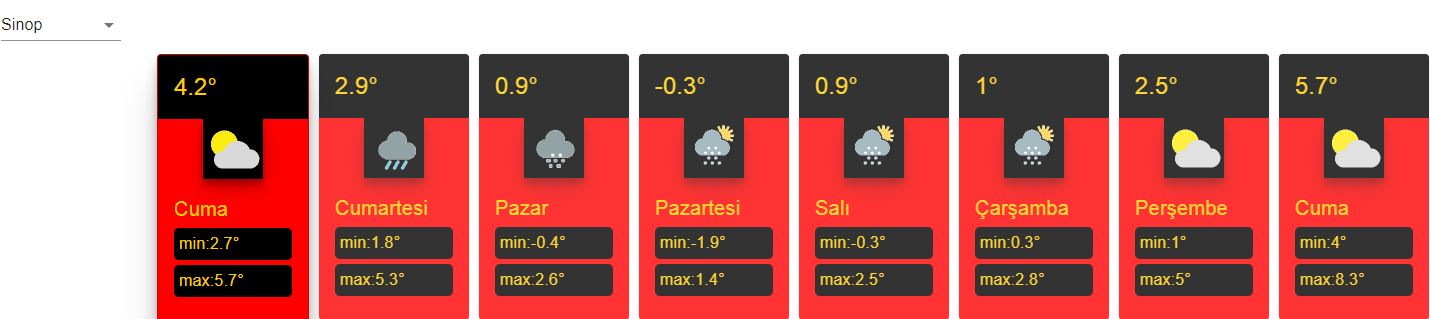 Sinop
4.2°
Cuma
min:2.7°
max:5.7°
2.9°
Cumartesi
min:1.8°
max:5.3°
0.9°
Pazar
min:-0.4°
max:2.6°
-0.3°
Pazartesi
min:-1.9°
max:1.4°
0.9°
Salı
min:-0.3°
max:2.5°
1°
Çarşamba
min:0.3°
max:2.8°
2.5°
Perşembe
min:1°
max:5°
5.7°
Cuma
min:4°
max:8.3°